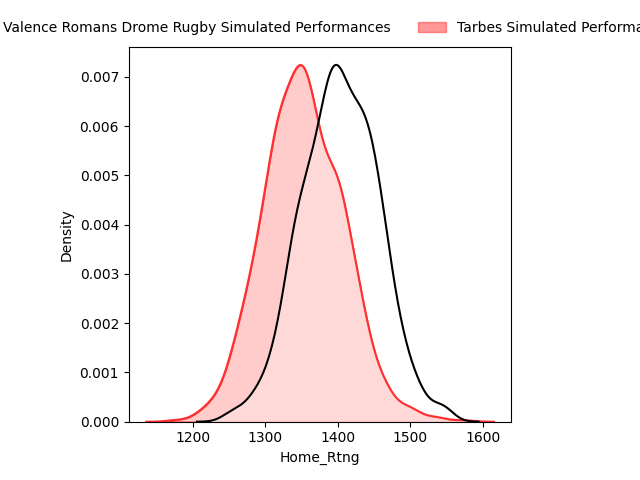 Valence Romans Drome Rugby Simulated Performances
Tarbes Simulated
0.007
0.006
0.005
0.004
0.003
0.002
0.001
0.000
Density
1200 1300 1400 1500 1600
Home_Rtng